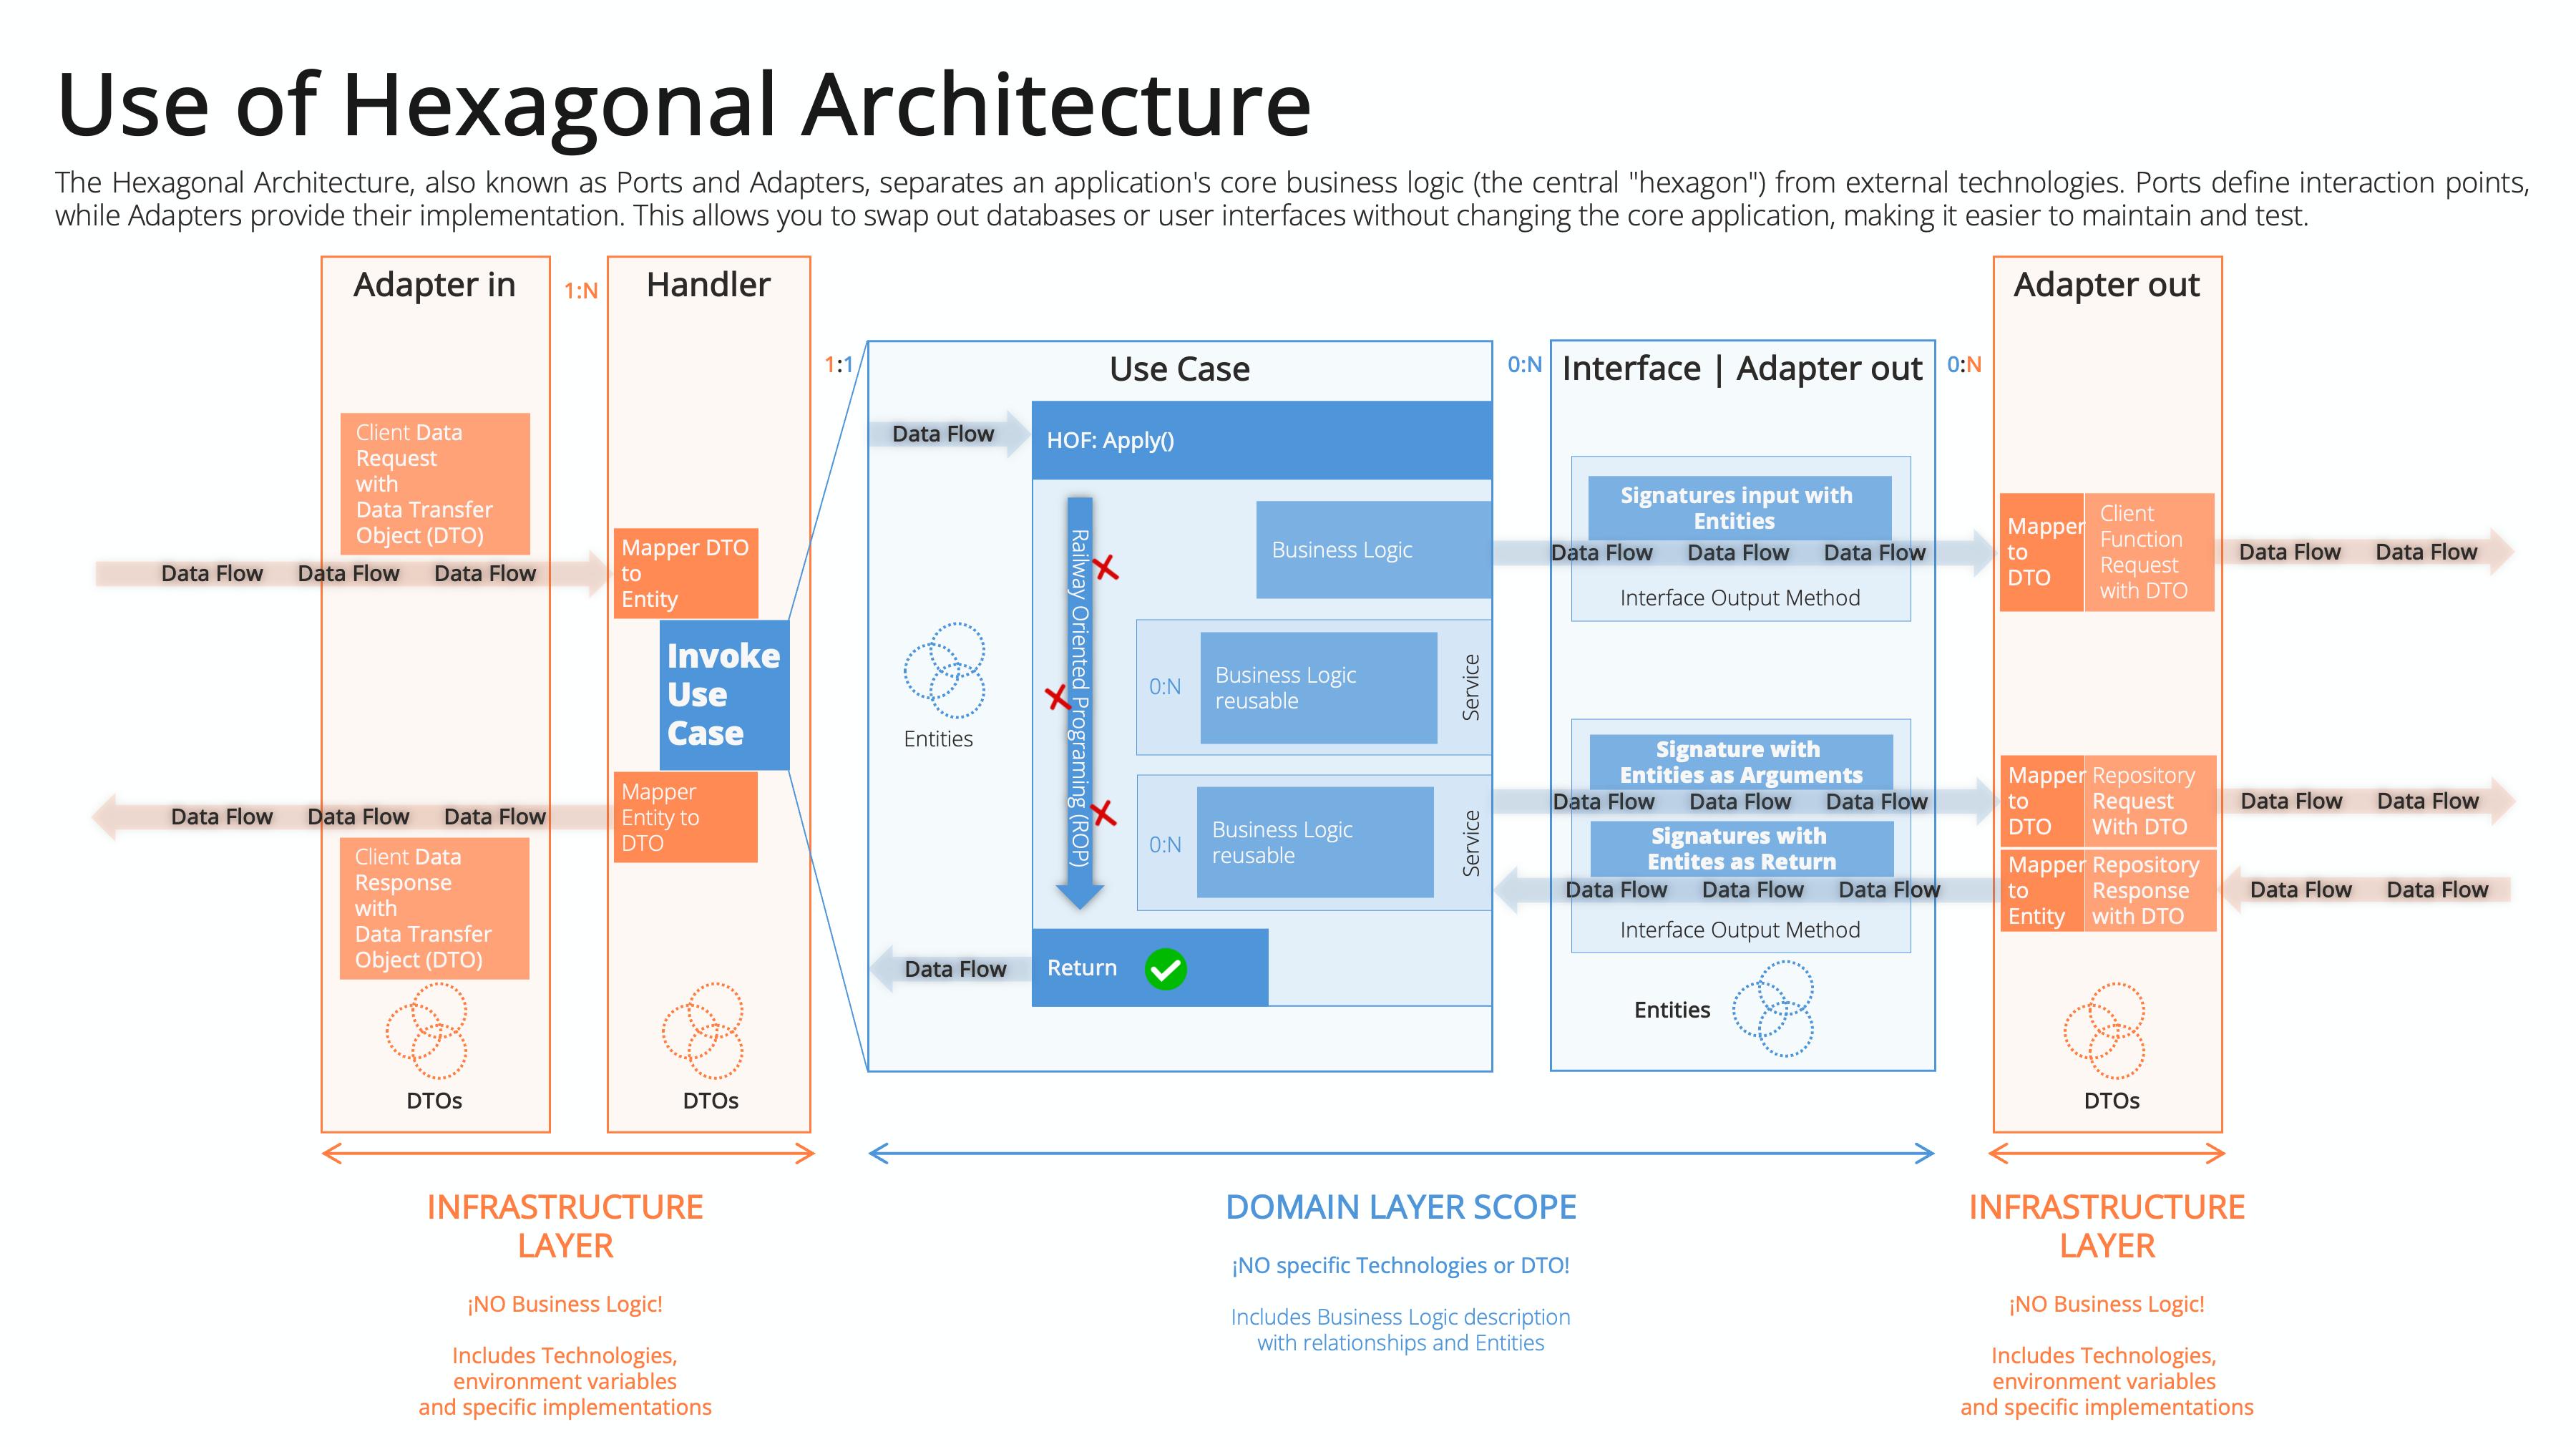 Use of Hexagonal Architecture
The Hexagonal Architecture, also known as Ports and Adapters, separates an application's core business logic (the central "hexagon") from external technologies. Ports define interaction points,
while Adapters provide their implementation. This allows you to swap out databases or user interfaces without changing the core application, making it easier to maintain and test.
Adapter in
1:N
Handler
Client Data
Request
with
Data Transfer
Object (DTO)
Data Flow Data Flow Data Flow
Mapper DTO
to
Entity
Invoke
Use
Case
Mapper
Entity to
DTO
Data Flow Data Flow Data Flow
Client Data
Response
with
Data Transfer
Object (DTO)
DTOs
DTOs
1:1
Use Case
Data Flow
HOF: Apply()
Railway Oriented Programing (ROP)
Business Logic
Entities
0:N
Business Logic
reusable
Service
0:N
Business Logic
reusable
Service
Data Flow
Return
0:N
Interface | Adapter out
Signatures input with
Entities
Data Flow Data Flow Data Flow
Interface Output Method
Signature with
Entities as Arguments
Data Flow Data Flow Data Flow
Signatures with
Entites as Return
Data Flow Data Flow Data Flow
Interface Output Method
Entities
0:N
Adapter out
Mapper
to
DTO
Client
Function
Request
with DTO
Data Flow Data Flow
Mapper
to
DTO
Repository
Request
With DTO
Data Flow Data Flow
Mapper
to
Entity
Repository
Response
with DTO
Data Flow Data Flow
DTOs
INFRASTRUCTURE
LAYER
¡NO Business Logic!
Includes Technologies,
environment variables
and specific implementations
DOMAIN LAYER SCOPE
¡NO specific Technologies or DTO!
Includes Business Logic description
with relationships and Entities
INFRASTRUCTURE
LAYER
¡NO Business Logic!
Includes Technologies,
environment variables
and specific implementations